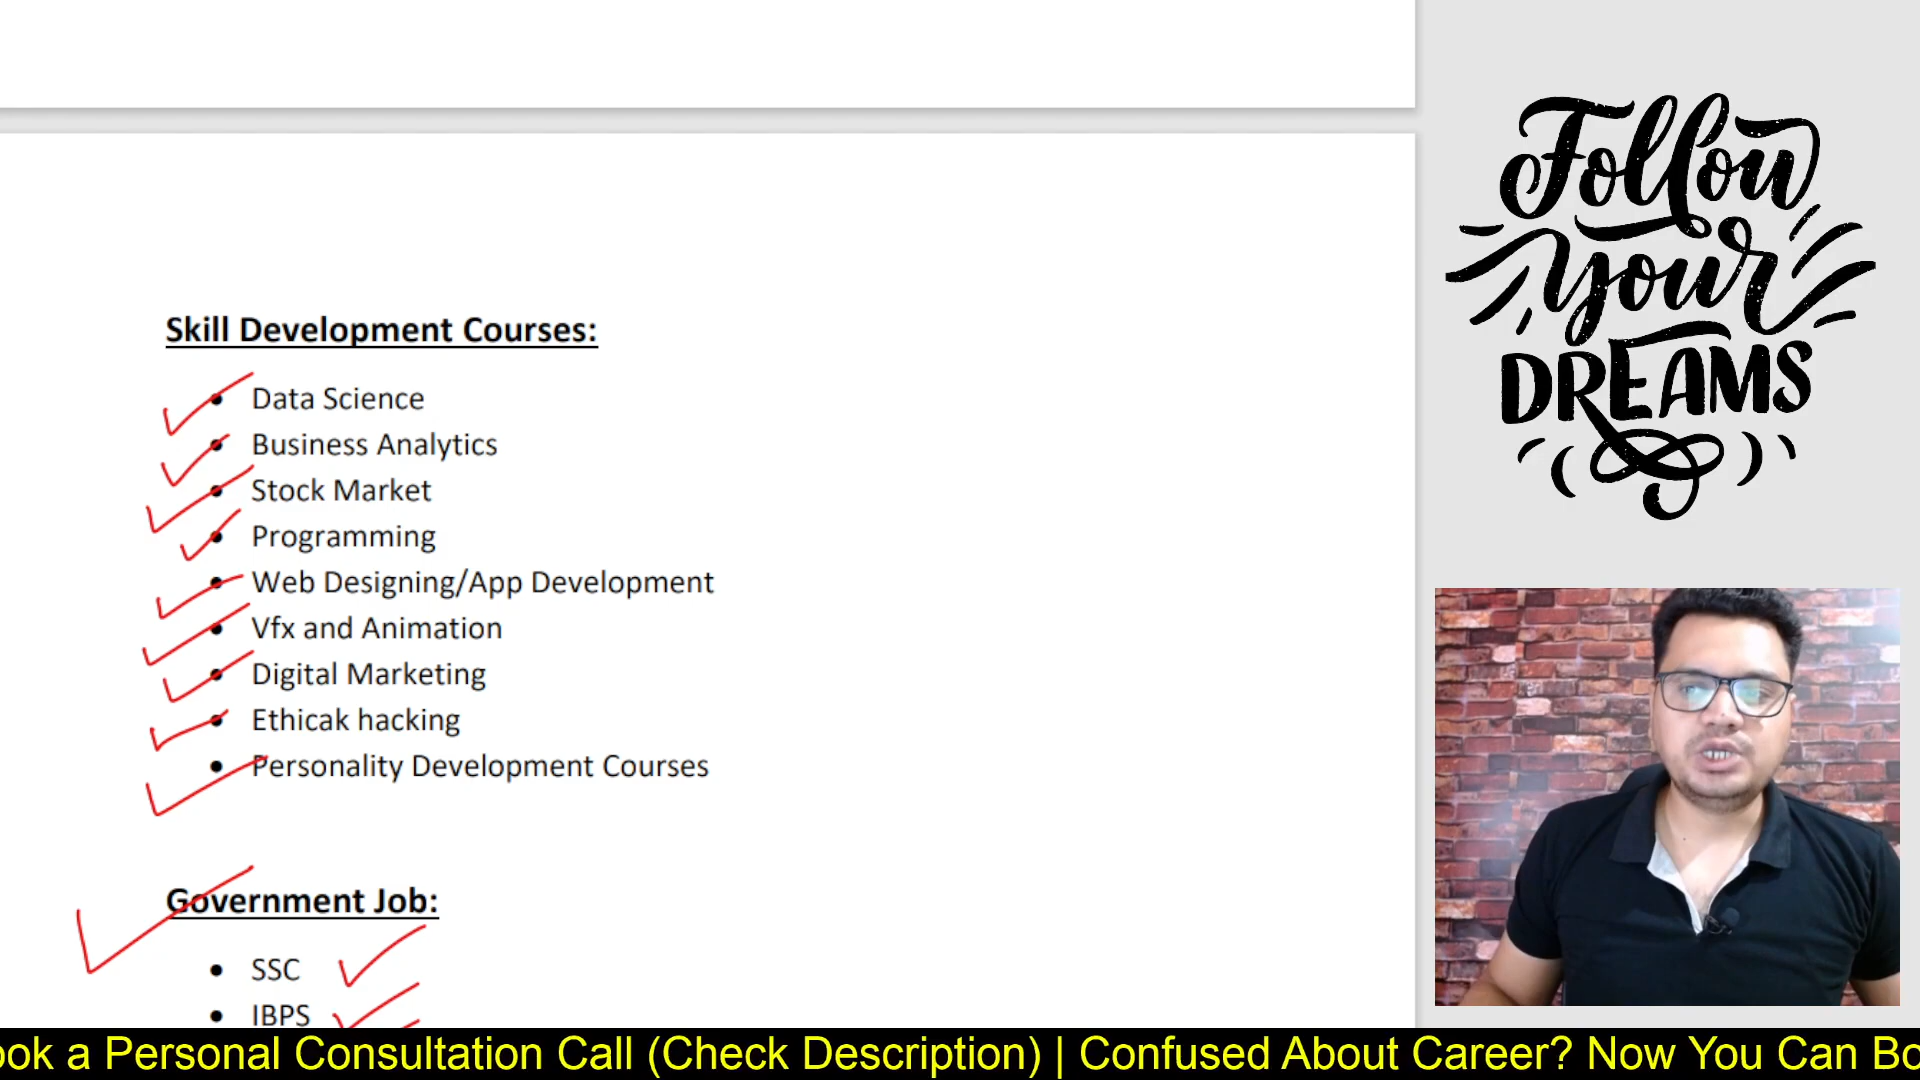 Skill Development Courses:
Data Science
Business Analytics
Stock Market
Programming
Web Designing/App Development
Vfx and Animation
Digital Marketing
Ethicak hacking
Personality Development Courses
Government Job:
SSC
IBPS
Follow
Your
DREAMS
ook a Personal Consultation Call (Check Description) | Confused About Career? Now You Can Bo